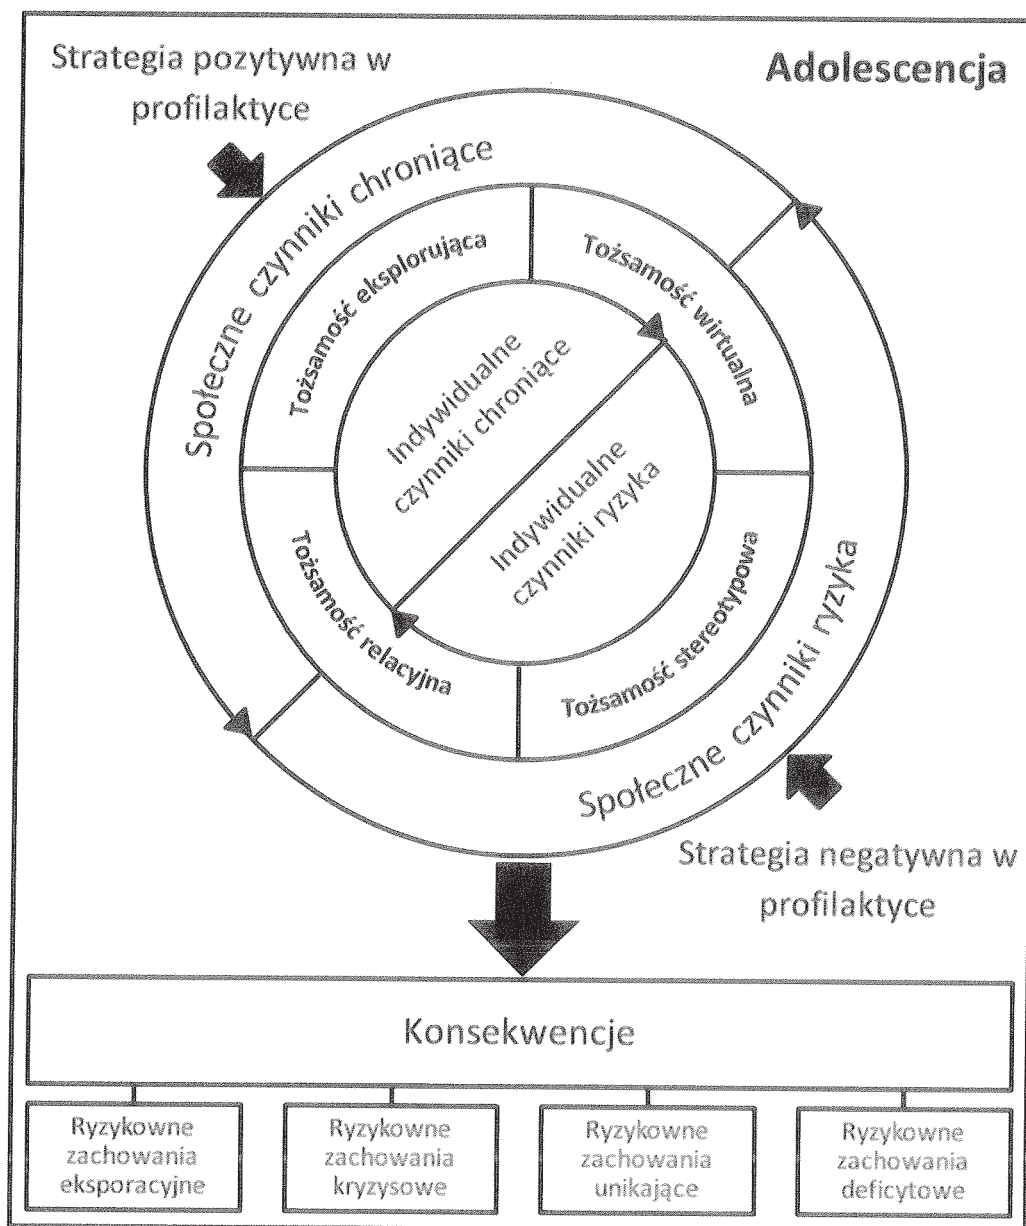 Strategia pozytywna w
profilaktyce
Adolescencja
Społeczne czynniki chroniące
Tożsamość eksplorująca
Tożsamość wirtualna
Indywidualne
czynniki chroniące
Indywidualne
czynniki ryzyka
Tożsamość relacyjna
Tożsamość stereotypowa
Społeczne czynniki ryzyka
Strategia negatywna w
profilaktyce
Konsekwencje
Ryzykowne
zachowania
eksporacyjne
Ryzykowne
zachowania
kryzysowe
Ryzykowne
zachowania
unikające
Ryzykowne
zachowania
deficytowe